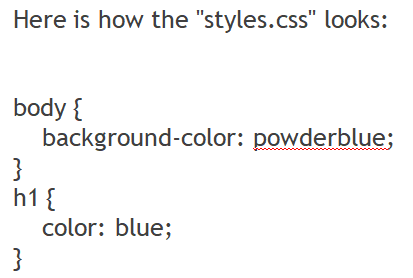 Here is how the "styles.css" looks:
body {
background-color: powderblue;
}
h1 {
color: blue;
}